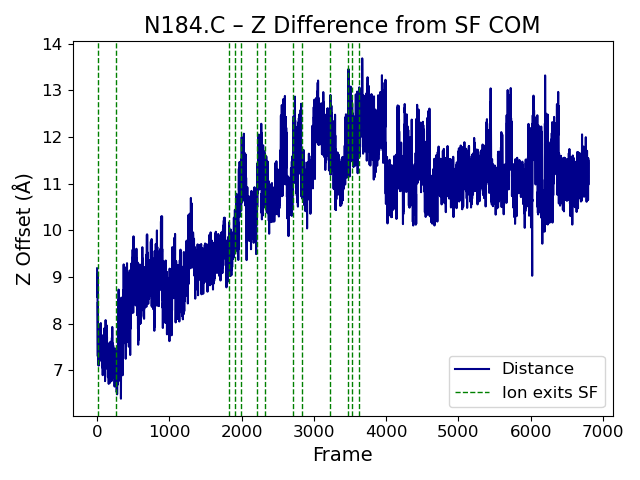 N184.C – Z Difference from SF COM
Z Offset (Å)
14
13
12
11
10
9
8
7
0 1000 2000 3000 4000 5000 6000 7000
Frame
Distance
Ion exits SF